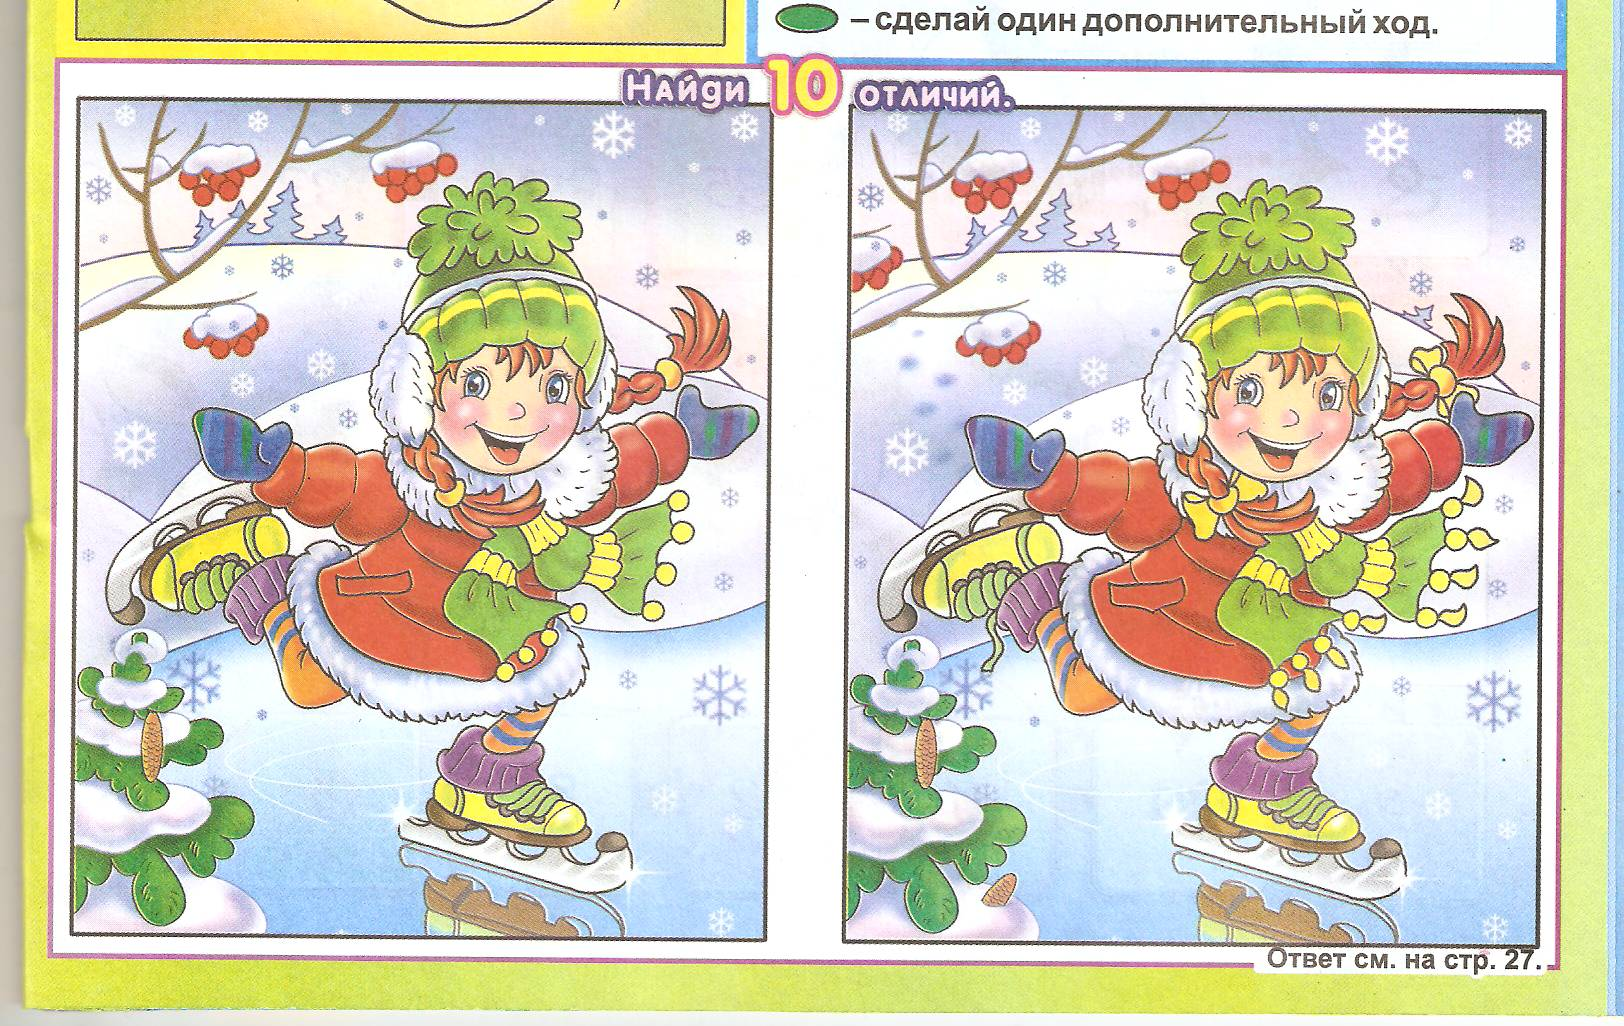 – сделай один дополнительный ход.
Найди 10 отличий.
Ответ см. на стр. 27.